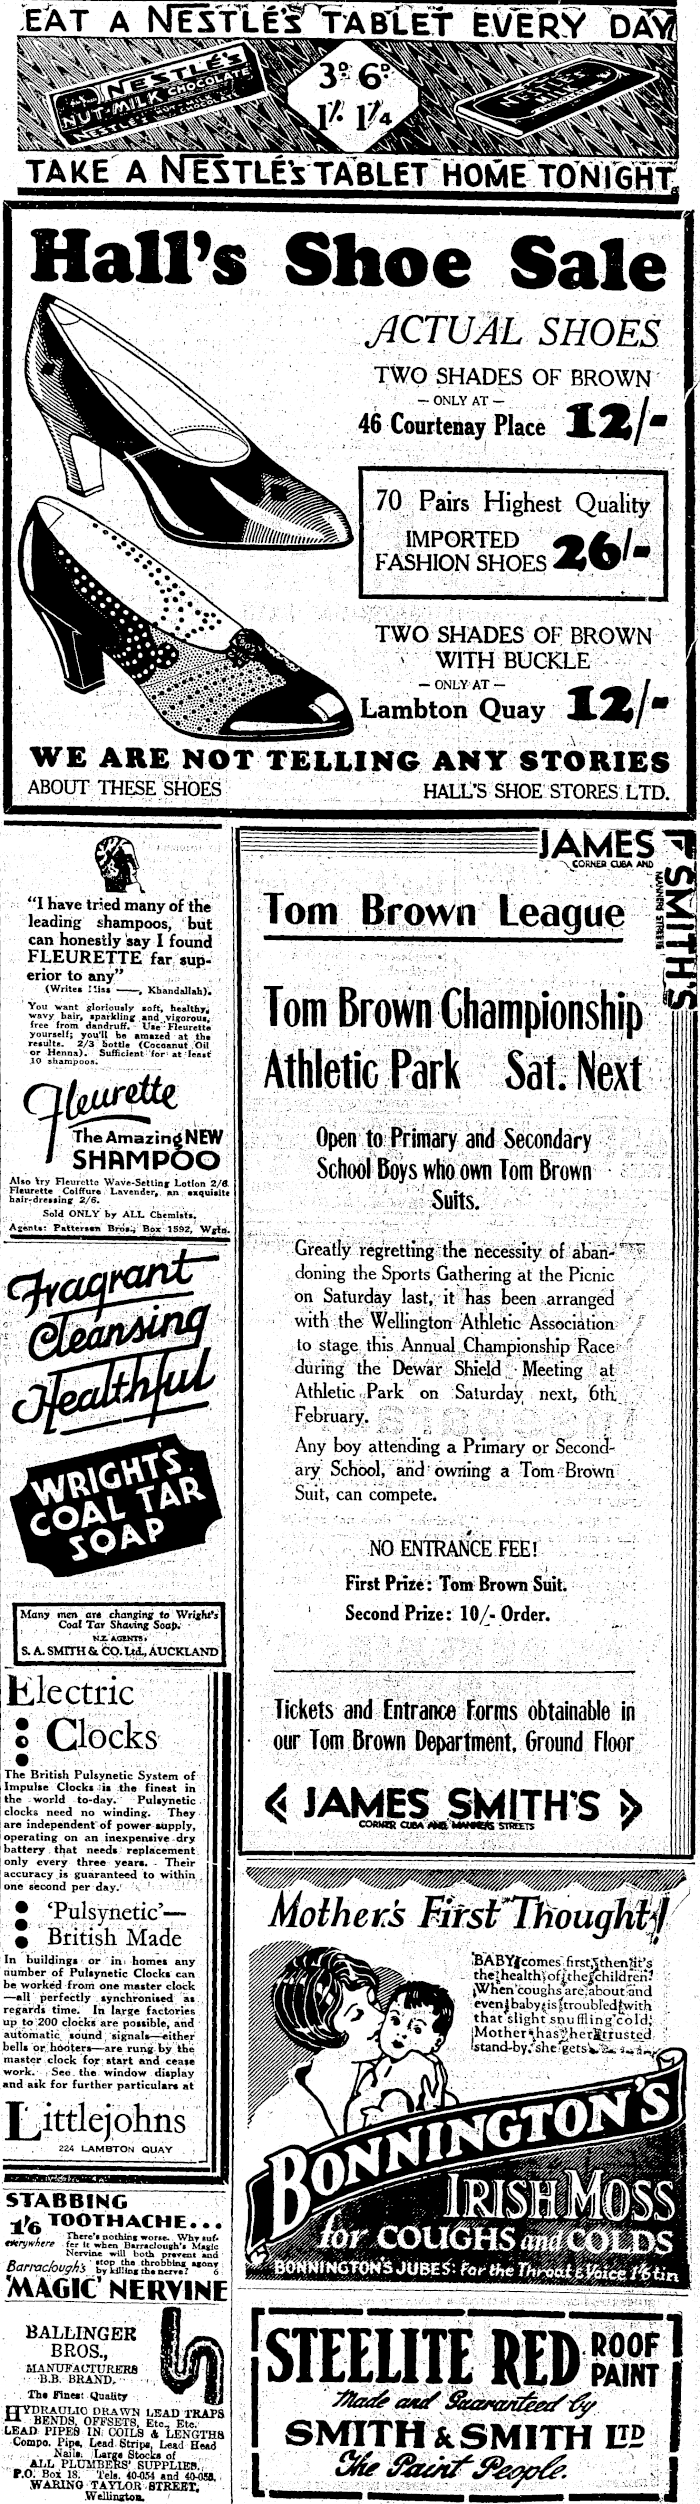 EAT A NESTLÉ'S TABLET EVERY DAY
NESTLÉ'S
NUT-MILK CHOCOLATE
3D. 6D.
1/- 1'/4
NESTLÉ'S
MILK
TAKE A NESTLÉ'S TABLET HOME TONIGHT
Hall's Shoe Sale
ACTUAL SHOES
TWO SHADES OF BROWN
— ONLY AT —
46 Courtenay Place 12/-
70 Pairs Highest Quality
IMPORTED
FASHION SHOES 26/-
TWO SHADES OF BROWN
WITH BUCKLE
— ONLY AT —
Lambton Quay 12/-
WE ARE NOT TELLING ANY STORIES
ABOUT THESE SHOES HALL'S SHOE STORES LTD.
"I have tried many of the
leading shampoos, but
can honestly say I found
FLEURETTE far sup-
erior to any"
(Writes Miss ——, Khandallah).
You want gloriously soft, healthy,
wavy hair, sparkling and vigorous,
free from dandruff. Use Fleurette
yourself; you'll be amazed at the
results. 2/3 bottle (Cocoanut Oil
or Henna). Sufficient for at least
10 shampoos.
Fleurette
The Amazing NEW
SHAMPOO
Also try Fleurette Wave-Setting Lotion 2/6.
Fleurette Coiffure Lavender, an exquisite
hair-dressing 2/6.
Sold ONLY by ALL Chemists.
Agents: Patterson Bros., Box 1592, Wgtn.
Fragrant
Cleansing
Healthful
WRIGHT'S
COAL TAR
SOAP
Many men are changing to Wright's
Coal Tar Shaving Soap.
N.Z. AGENTS,
S. A. SMITH & CO. Ltd., AUCKLAND
Electric
Clocks
The British Pulsynetic System of
Impulse Clocks is the finest in
the world to-day. Pulsynetic
clocks need no winding. They
are independent of power supply,
operating on an inexpensive dry
battery that needs replacement
only every three years. Their
accuracy is guaranteed to within
one second per day.
'Pulsynetic'—
British Made
In buildings or in homes any
number of Pulsynetic Clocks can
be worked from one master clock
—all perfectly synchronised as
regards time. In large factories
up to 200 clocks are possible, and
automatic sound signals—either
bells or hooters—are rung by the
master clock for start and cease
work. See the window display
and ask for further particulars at
Littlejohns
224 LAMBTON QUAY
STABBING
TOOTHACHE...
1/6
everywhere
There's nothing worse. Why suf-
fer it when Barraclough's Magic
Nervine will both prevent and
stop the throbbing agony
by killing the nerve? 6
Barraclough's
'MAGIC' NERVINE
BALLINGER
BROS.,
MANUFACTURERS
B.B. BRAND.
The Finest Quality
HYDRAULIC DRAWN LEAD TRAPS
BENDS, OFFSETS, Etc., Etc.
LEAD PIPES IN COILS & LENGTHS
Compo. Pipe, Lead Strips, Lead Head
Nails. Large Stocks of
ALL PLUMBERS' SUPPLIES.
P.O. Box 18. Tels. 40-054 and 40-055.
WARING TAYLOR STREET,
Wellington.
JAMES
CORNER CUBA AND
SMITH'S
MANNERS STREETS
Tom Brown League
Tom Brown Championship
Athletic Park Sat. Next
Open to Primary and Secondary
School Boys who own Tom Brown
Suits.
Greatly regretting the necessity of aban-
doning the Sports Gathering at the Picnic
on Saturday last, it has been arranged
with the Wellington Athletic Association
to stage this Annual Championship Race
during the Dewar Shield Meeting at
Athletic Park on Saturday next, 6th
February.
Any boy attending a Primary or Second-
ary School, and owning a Tom Brown
Suit, can compete.
NO ENTRANCE FEE!
First Prize: Tom Brown Suit.
Second Prize: 10/- Order.
Tickets and Entrance Forms obtainable in
our Tom Brown Department, Ground Floor
JAMES SMITH'S
CORNER CUBA AND MANNERS STREETS
Mother's First Thought!
BABY comes first, then it's
the health of the children.
When coughs are about and
even baby is troubled with
that slight snuffling cold,
Mother has her trusted
stand-by, she gets
BONNINGTON'S
IRISH MOSS
for COUGHS and COLDS
BONNINGTON'S JUBES: For the Throat & Voice 1'6 tin
STEELITE RED ROOF
PAINT
Made and Guaranteed by
SMITH & SMITH LTD
The Paint People.